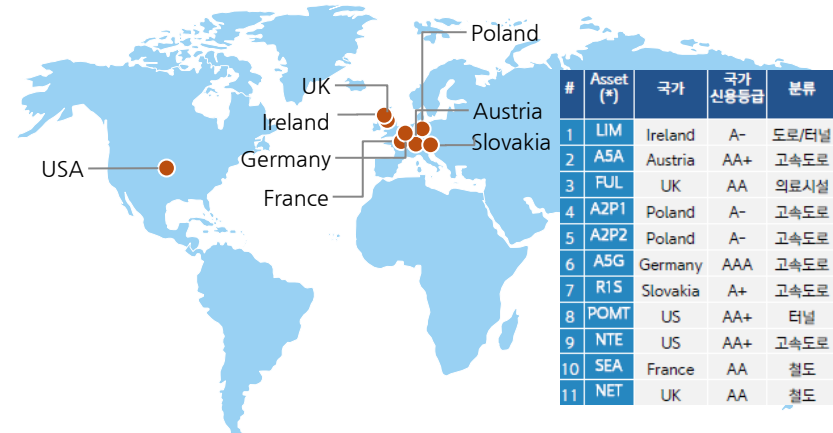 Poland
UK
Ireland
Austria
Slovakia
Germany
USA
France
# Asset (*) 국가 국가 신용등급 분류
1 LIM Ireland A- 도로/터널
2 A5A Austria AA+ 고속도로
3 FUL UK AA 의료시설
4 A2P1 Poland A- 고속도로
5 A2P2 Poland A- 고속도로
6 A5G Germany AAA 고속도로
7 R1S Slovakia A+ 고속도로
8 POMT US AA+ 터널
9 NTE US AA+ 고속도로
10 SEA France AA 철도
11 NET UK AA 철도